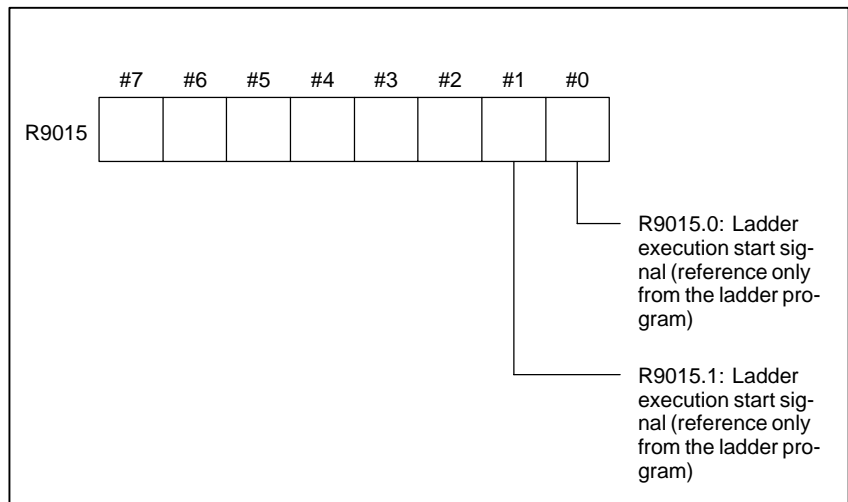 #7 #6 #5 #4 #3 #2 #1 #0
R9015
R9015.0: Ladder
execution start sig-
nal (reference only
from the ladder pro-
gram)
R9015.1: Ladder
execution start sig-
nal (reference only
from the ladder pro-
gram)